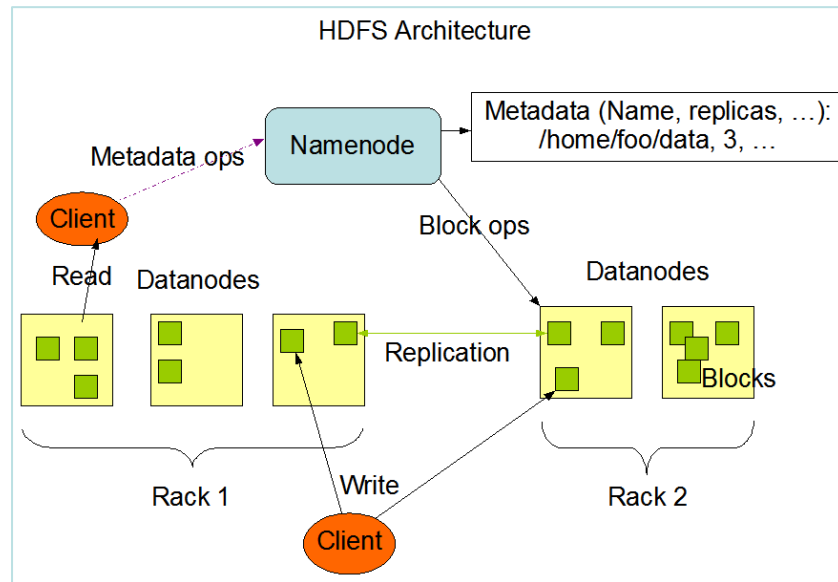 HDFS Architecture
Metadata (Name, replicas, …):
/home/foo/data, 3, …
Namenode
Metadata ops
Client
Block ops
Read
Datanodes
Datanodes
Replication
Blocks
Rack 1
Write
Rack 2
Client